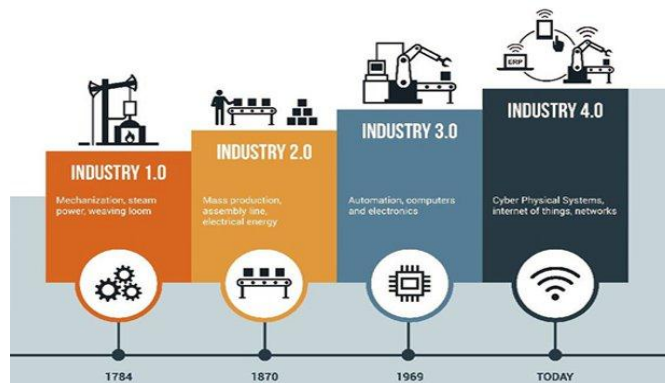 ERP
INDUSTRY 1.0
Mechanization, steam
power, weaving loom
INDUSTRY 2.0
Mass production,
assembly line,
electrical energy
INDUSTRY 3.0
Automation, computers
and electronics
INDUSTRY 4.0
Cyber Physical Systems,
internet of things, networks
1784
1870
1969
TODAY